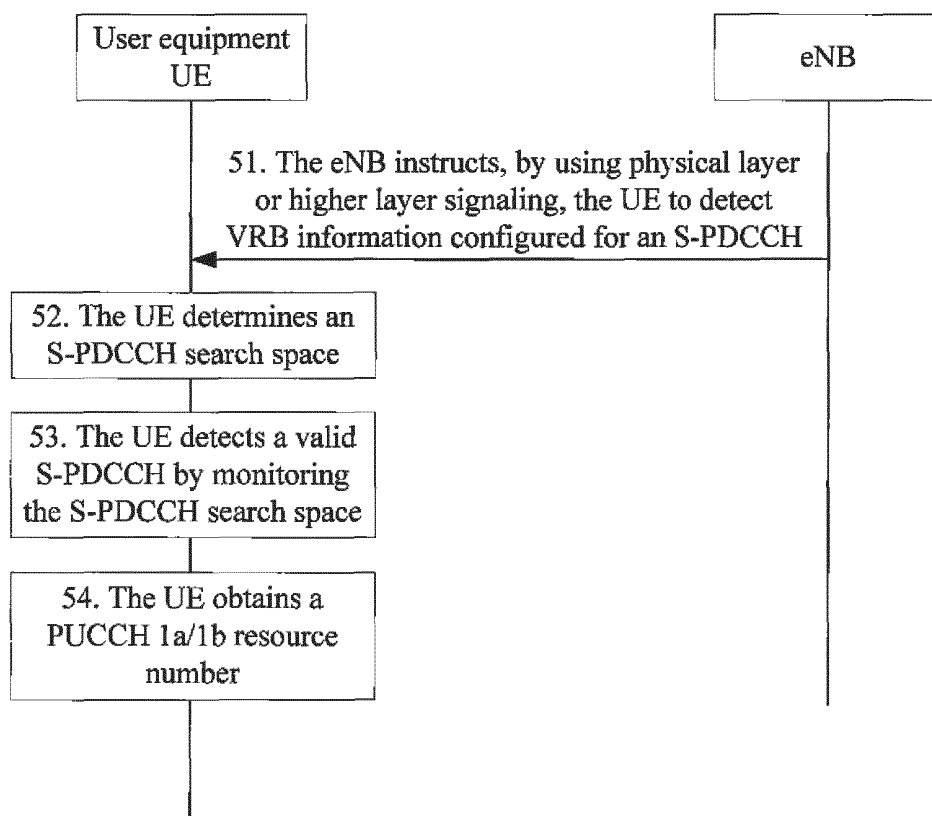 User equipment
UE
eNB
51. The eNB instructs, by using physical layer
or higher layer signaling, the UE to detect
VRB information configured for an S-PDCCH
52. The UE determines an
S-PDCCH search space
53. The UE detects a valid
S-PDCCH by monitoring
the S-PDCCH search space
54. The UE obtains a
PUCCH 1a/1b resource
number